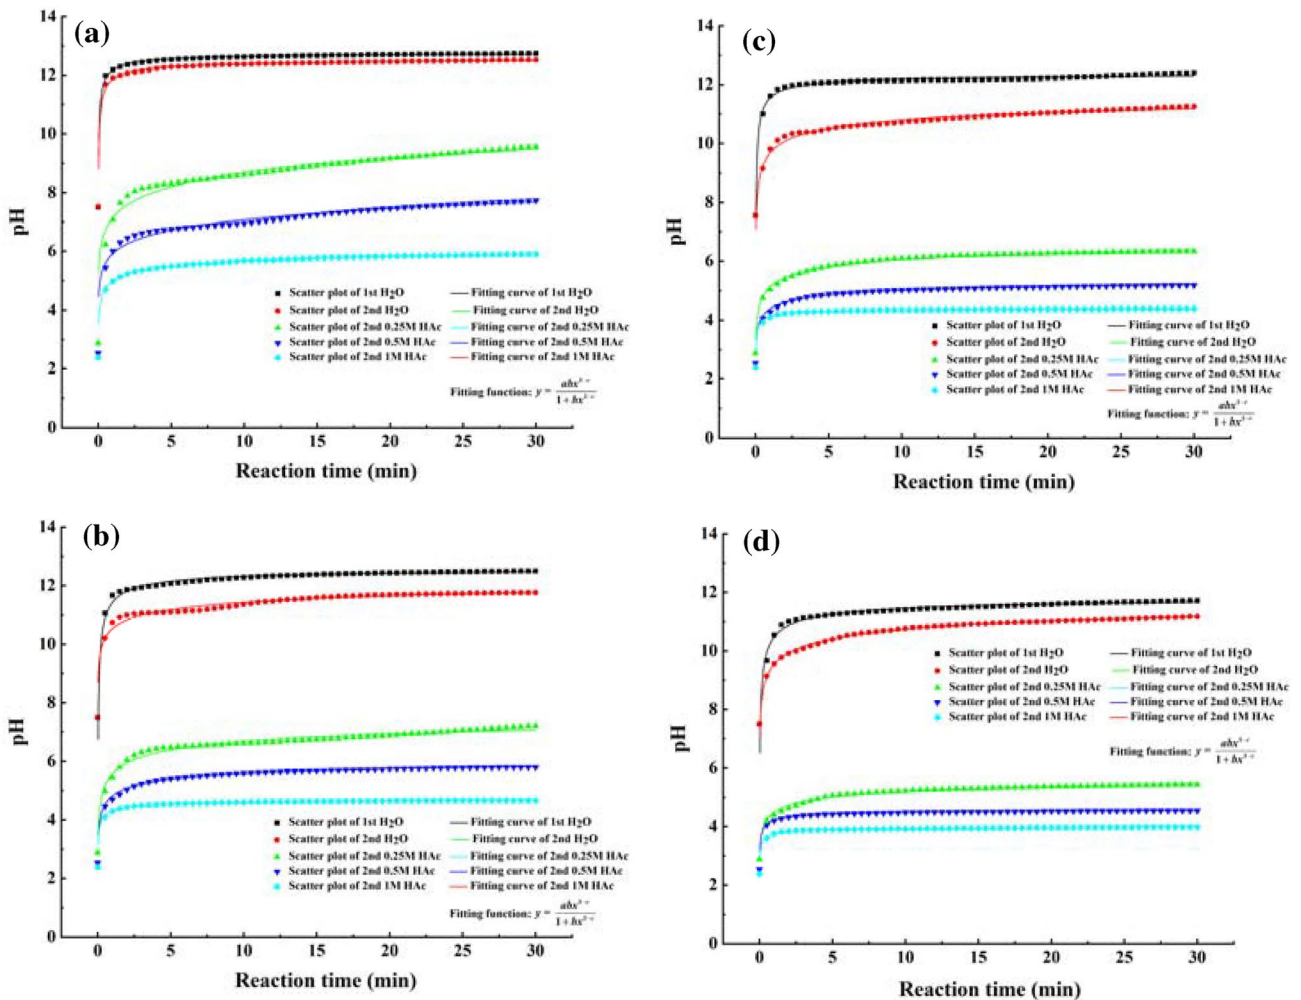 (a)
14
12
10
8
6
4
2
0
pH
Scatter plot of 1st H2O
Scatter plot of 2nd H2O
Scatter plot of 2nd 0.25M HAc
Scatter plot of 2nd 0.5M HAc
Scatter plot of 2nd 1M HAc
Fitting curve of 1st H2O
Fitting curve of 2nd H2O
Fitting curve of 2nd 0.25M HAc
Fitting curve of 2nd 0.5M HAc
Fitting curve of 2nd 1M HAc
Fitting function: y =
0 5 10 15 20 25 30
Reaction time (min)
(c)
14
12
10
8
6
4
2
0
pH
Scatter plot of 1st H2O
Scatter plot of 2nd H2O
Scatter plot of 2nd 0.25M HAc
Scatter plot of 2nd 0.5M HAc
Scatter plot of 2nd 1M HAc
Fitting curve of 1st H2O
Fitting curve of 2nd H2O
Fitting curve of 2nd 0.25M HAc
Fitting curve of 2nd 0.5M HAc
Fitting curve of 2nd 1M HAc
Fitting function: y =
0 5 10 15 20 25 30
Reaction time (min)
(b)
14
12
10
8
6
4
2
0
pH
Scatter plot of 1st H2O
Scatter plot of 2nd H2O
Scatter plot of 2nd 0.25M HAc
Scatter plot of 2nd 0.5M HAc
Scatter plot of 2nd 1M HAc
Fitting curve of 1st H2O
Fitting curve of 2nd H2O
Fitting curve of 2nd 0.25M HAc
Fitting curve of 2nd 0.5M HAc
Fitting curve of 2nd 1M HAc
Fitting function: y =
0 5 10 15 20 25 30
Reaction time (min)
(d)
14
12
10
8
6
4
2
0
pH
Scatter plot of 1st H2O
Scatter plot of 2nd H2O
Scatter plot of 2nd 0.25M HAc
Scatter plot of 2nd 0.5M HAc
Scatter plot of 2nd 1M HAc
Fitting curve of 1st H2O
Fitting curve of 2nd H2O
Fitting curve of 2nd 0.25M HAc
Fitting curve of 2nd 0.5M HAc
Fitting curve of 2nd 1M HAc
Fitting function: y =
0 5 10 15 20 25 30
Reaction time (min)